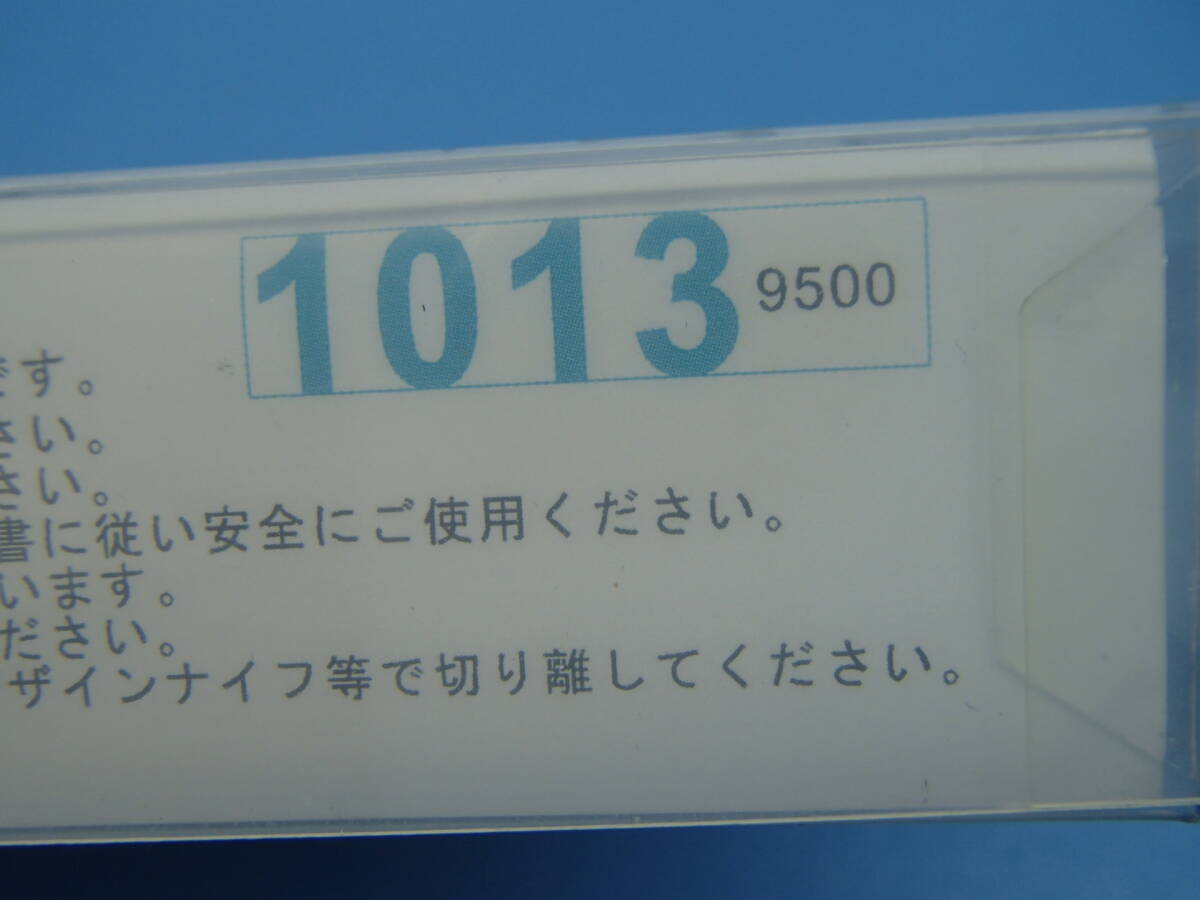 1013 9500
です。
さい。
さい。
書に従い安全にご使用ください。
います。
ださい。
ザインナイフ等で切り離してください。